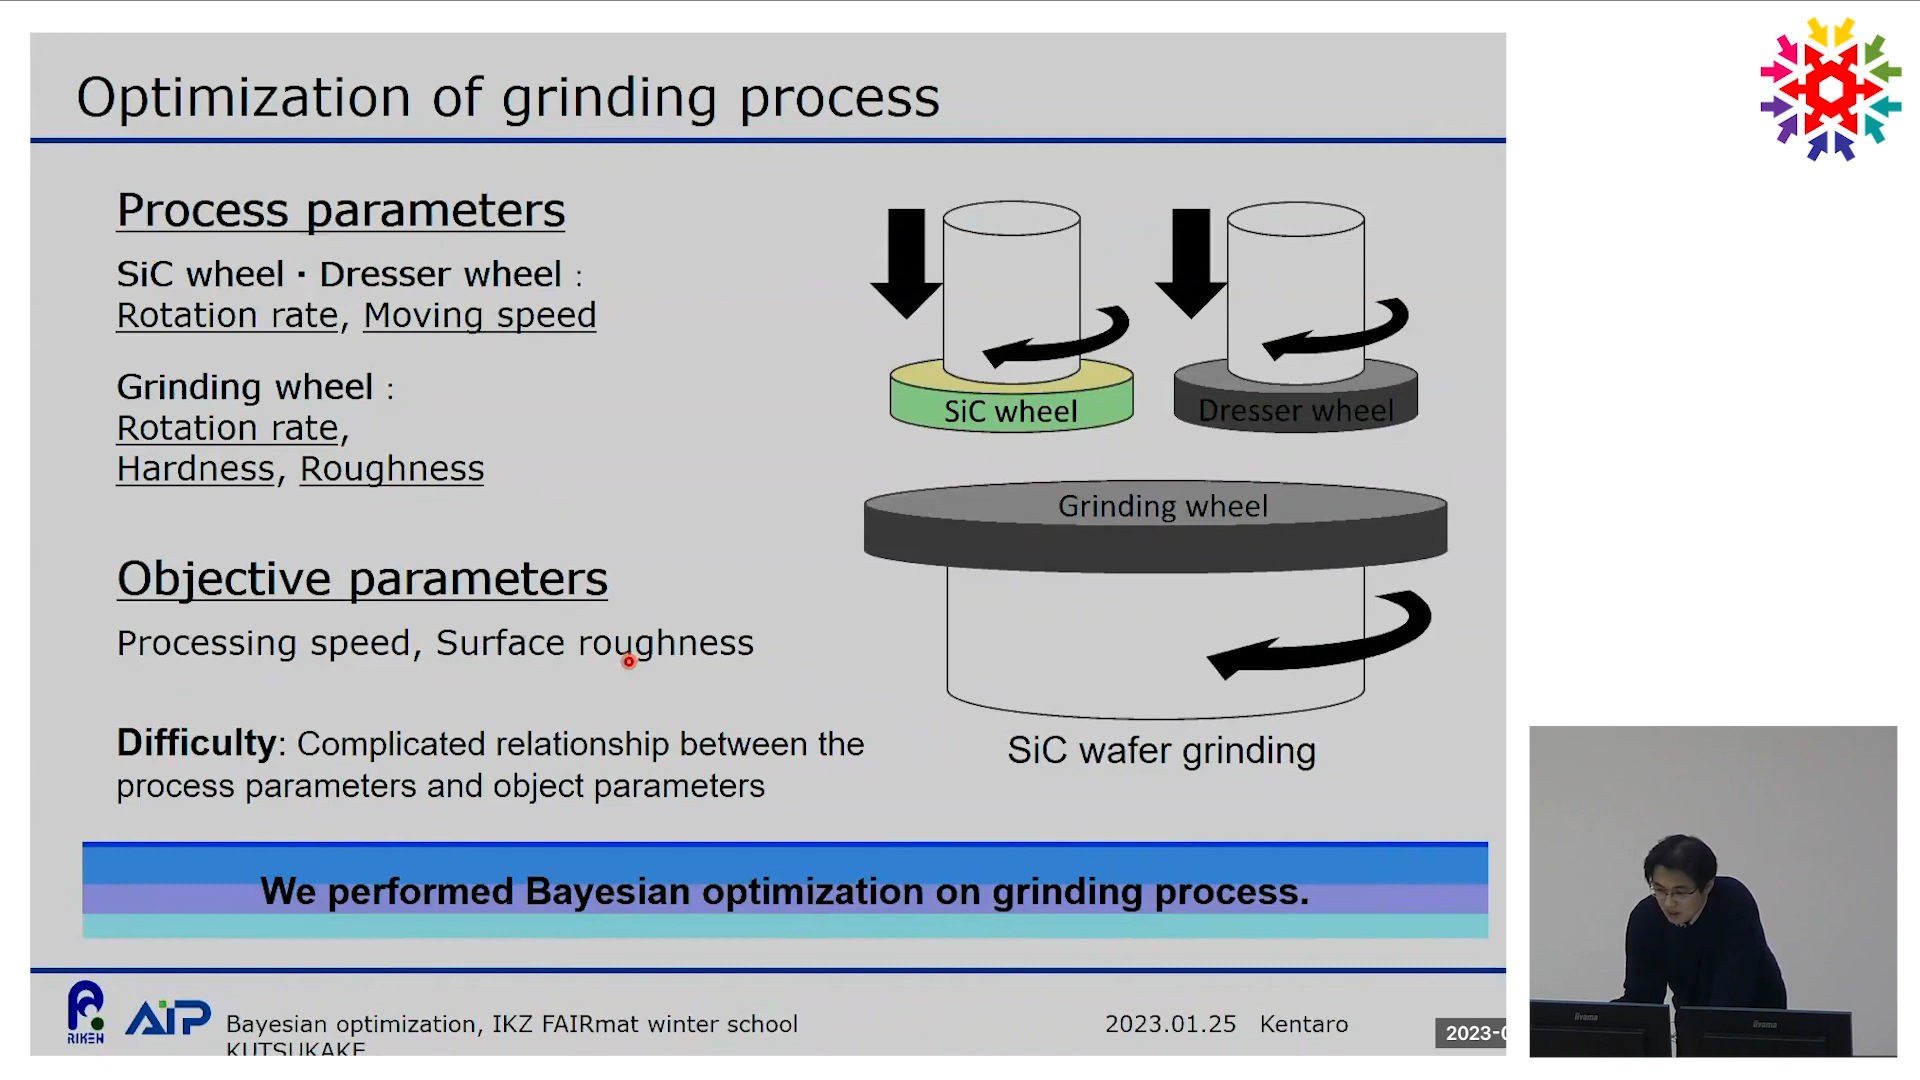 Optimization of grinding process
Process parameters
SiC wheel・Dresser wheel :
Rotation rate, Moving speed
Grinding wheel :
Rotation rate,
Hardness, Roughness
Objective parameters
Processing speed, Surface roughness
Difficulty: Complicated relationship between the
process parameters and object parameters
SiC wheel
Dresser wheel
Grinding wheel
SiC wafer grinding
We performed Bayesian optimization on grinding process.
RIKEN
AIP
Bayesian optimization, IKZ FAIRmat winter school
2023.01.25 Kentaro
KUTSUKAKE
iiyama
iiyama